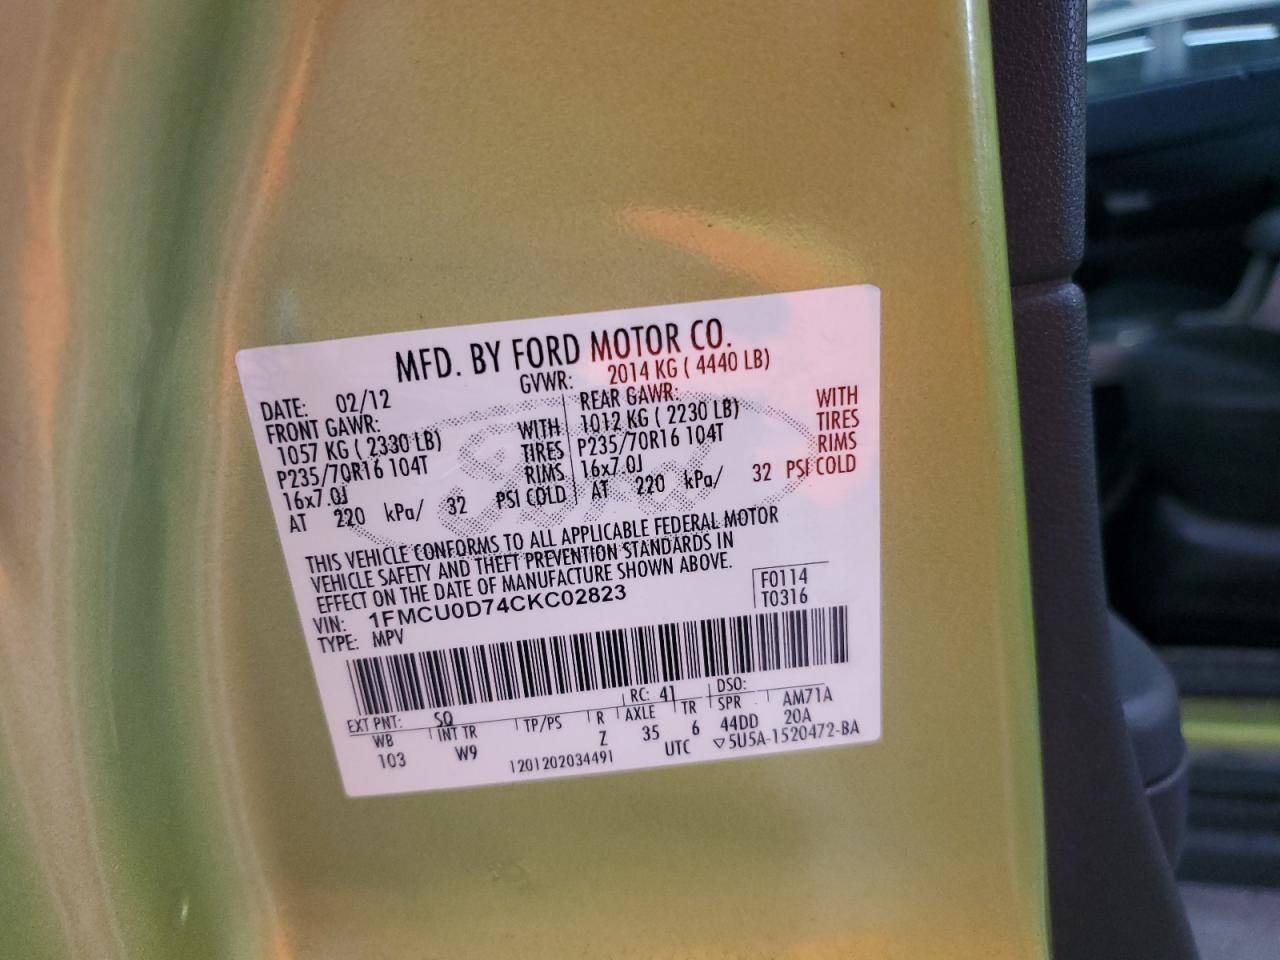 MFD. BY FORD MOTOR CO.
DATE: 02/12 GVWR: 2014 KG ( 4440 LB)
FRONT GAWR: REAR GAWR:
1057 KG ( 2330 LB) WITH 1012 KG ( 2230 LB) WITH
P235/70R16 104T TIRES P235/70R16 104T TIRES
16x7.0J RIMS 16x7.0J RIMS
AT 220 kPa/ 32 PSI COLD AT 220 kPa/ 32 PSI COLD
THIS VEHICLE CONFORMS TO ALL APPLICABLE FEDERAL MOTOR
VEHICLE SAFETY AND THEFT PREVENTION STANDARDS IN
EFFECT ON THE DATE OF MANUFACTURE SHOWN ABOVE.
VIN: 1FMCU0D74CKC02823 F0114
TYPE: MPV T0316
EXT PNT: SQ RC: 41 DSO:
WB INT TR TP/PS R AXLE TR SPR AM71A
103 W9 Z 35 6 44DD 20A
1201202034491 UTC ▽5U5A-1520472-BA